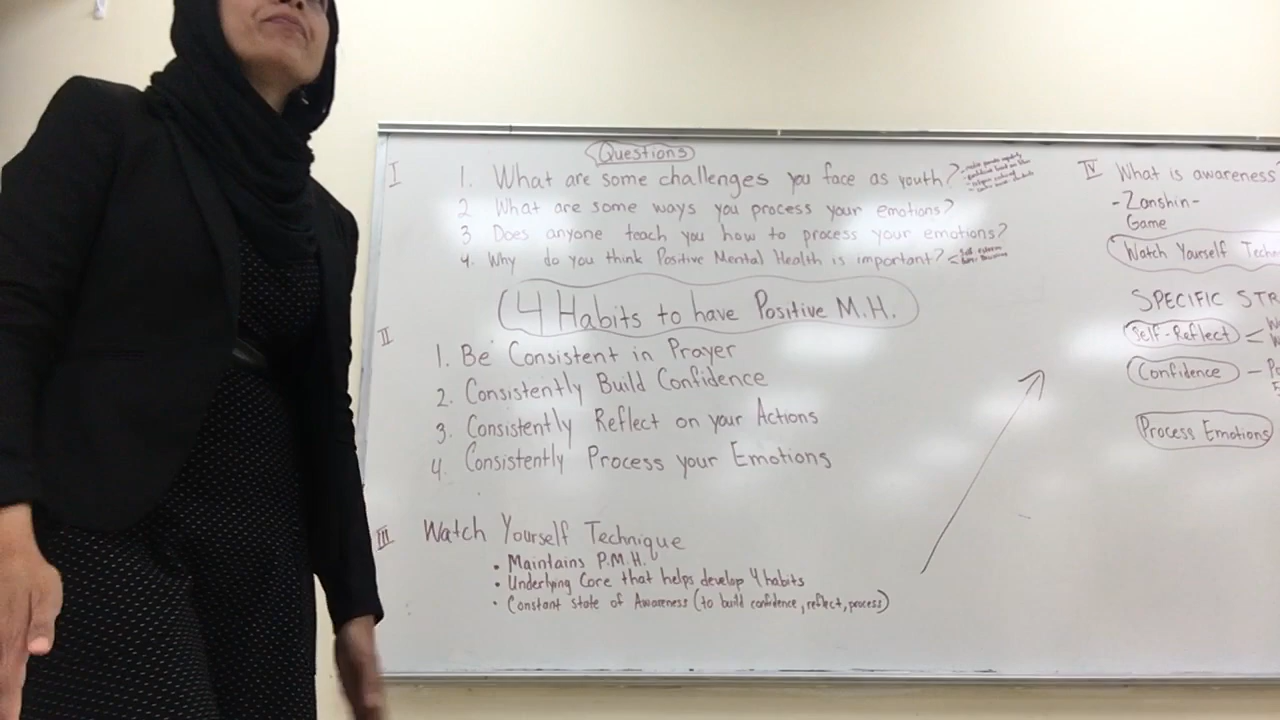 Questions
I
1. What are some challenges you face as youth?
2 What are some ways you process your emotions?
3 Does anyone teach you how to process your emotions?
4. Why do you think Positive Mental Health is important?
4 Habits to have Positive M.H.
II
1. Be Consistent in Prayer
2. Consistently Build Confidence
3. Consistently Reflect on your Actions
4. Consistently Process your Emotions
III Watch Yourself Technique
• Maintains P.M.H.
• Underlying Core that helps develop 4 habits
• Constant State of Awareness (to build confidence, reflect, process)
IV What is awareness
- Zanshin -
Game
Watch Yourself Techn
SPECIFIC STR
Self-Reflect
Confidence –
Process Emotions